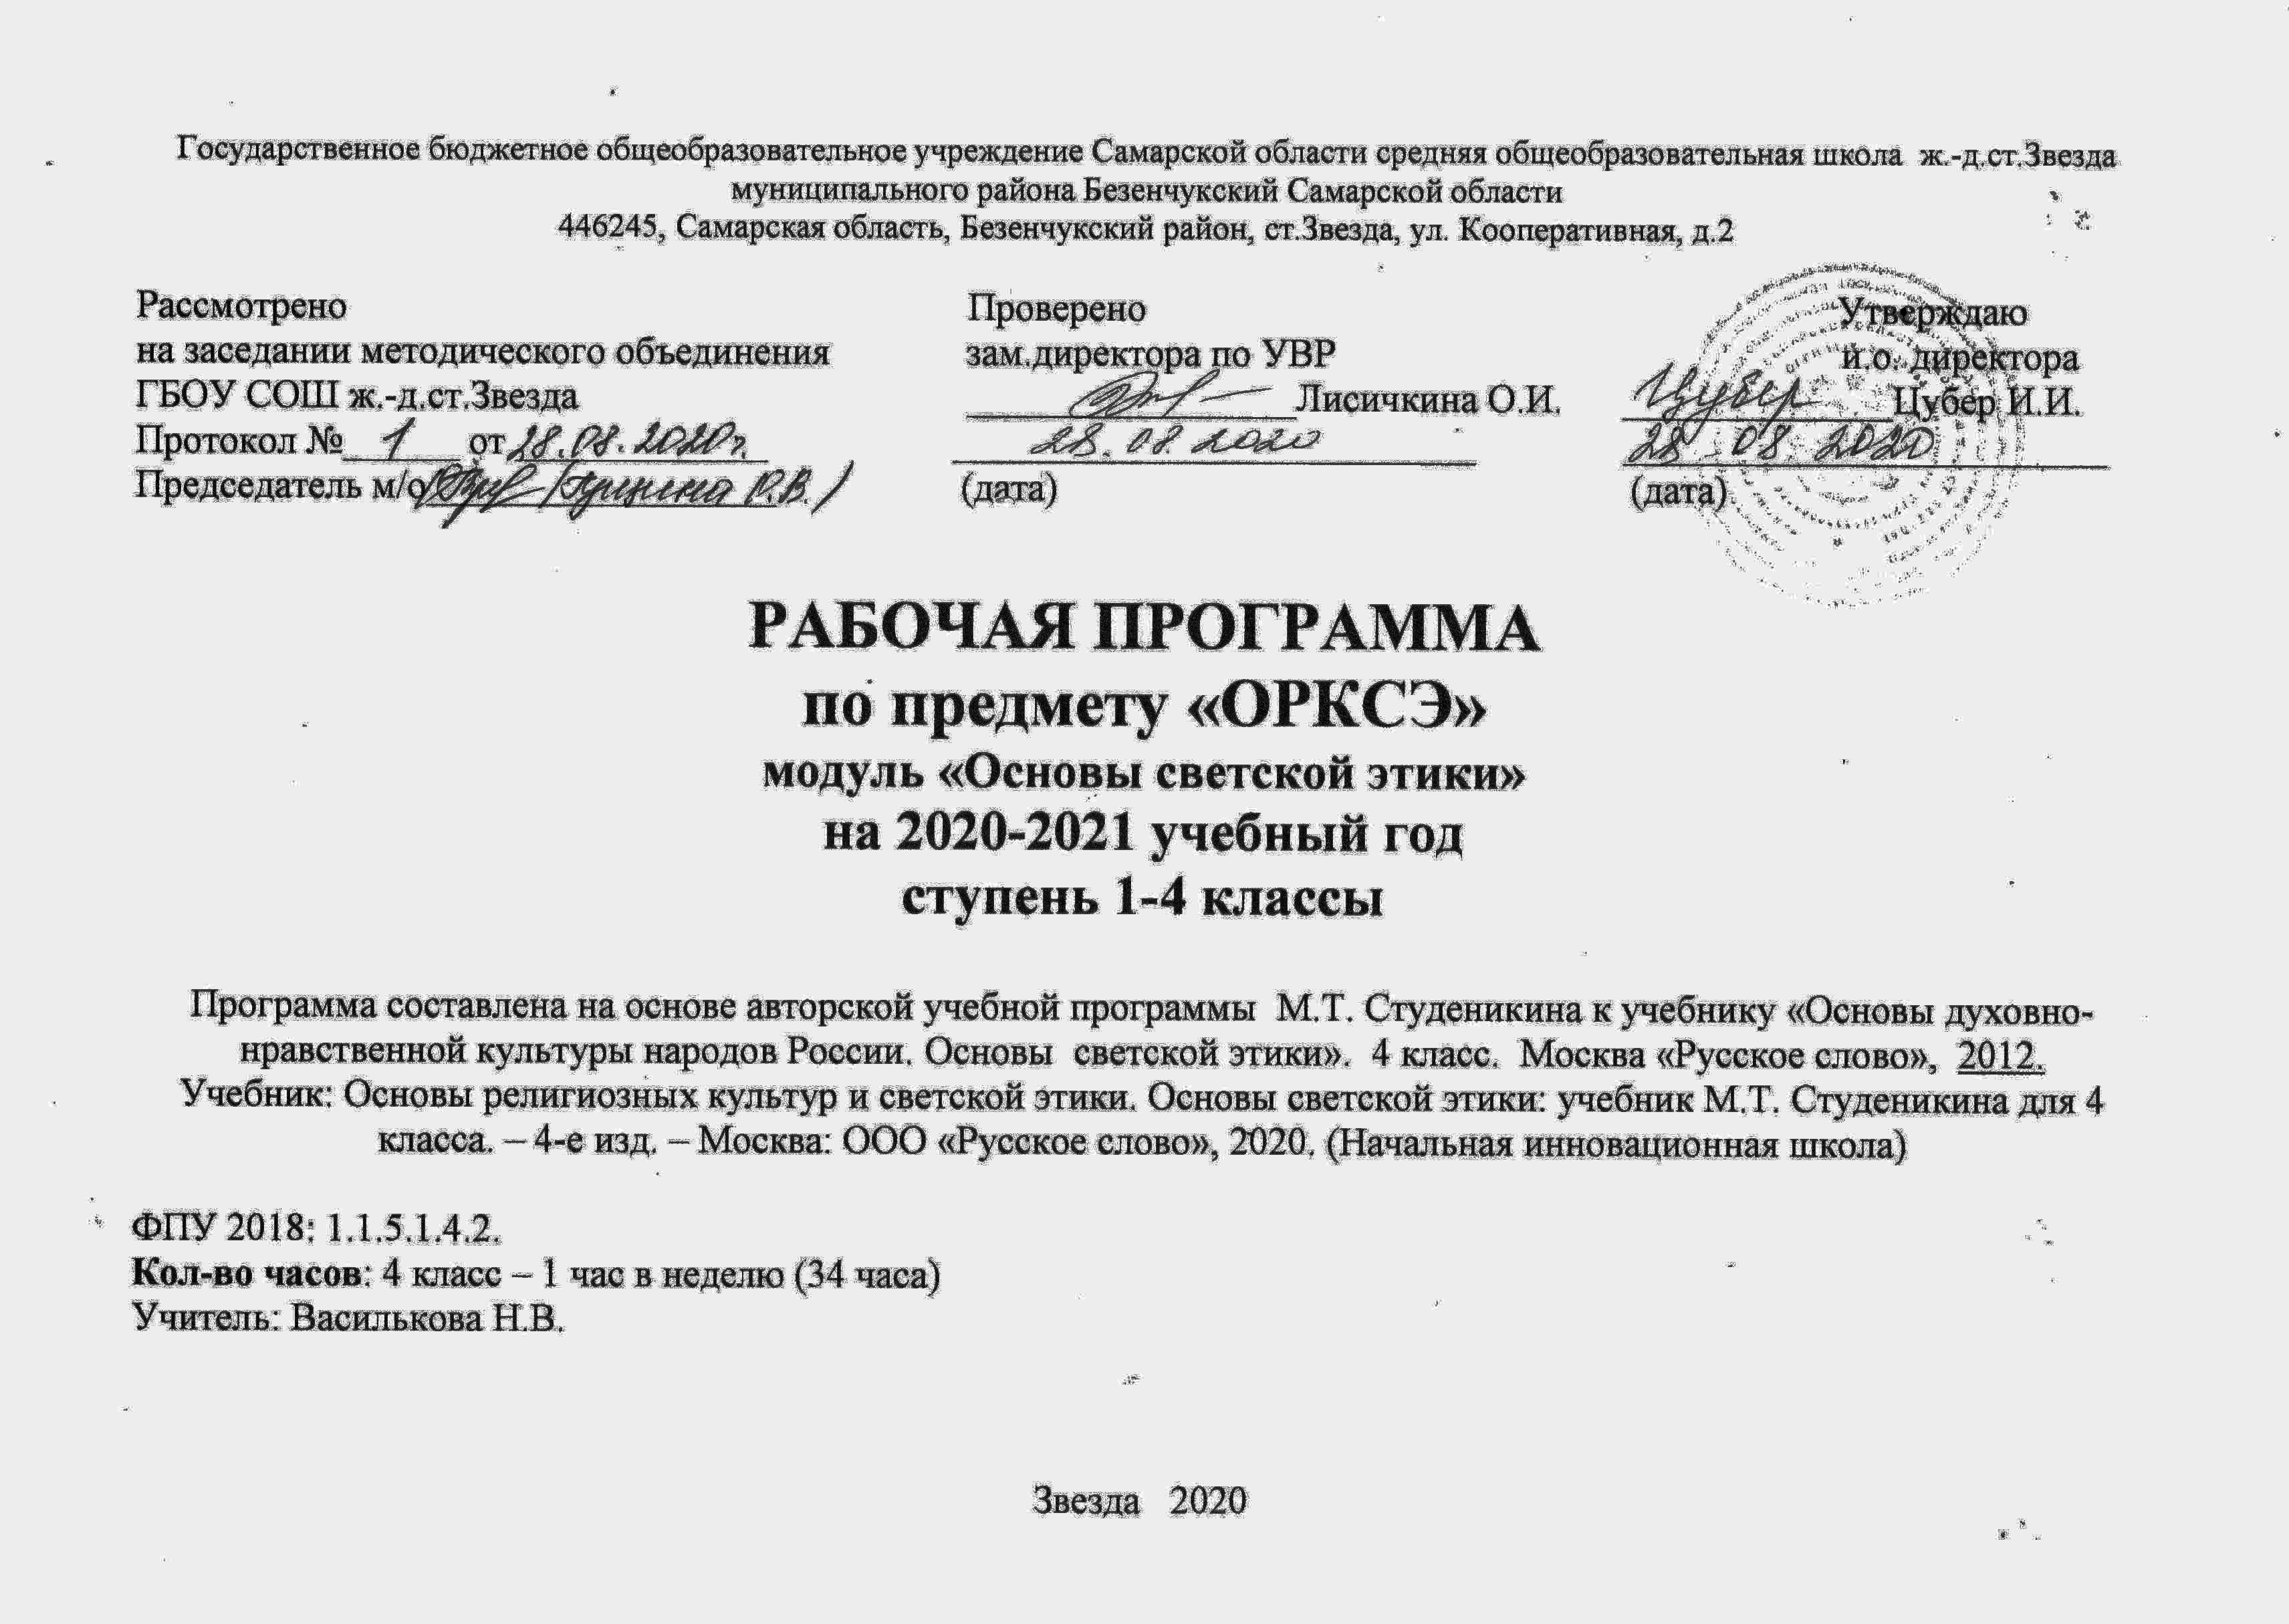 Государственное бюджетное общеобразовательное учреждение Самарской области средняя общеобразовательная школа ж.-д.ст.Звезда
муниципального района Безенчукский Самарской области
446245, Самарская область, Безенчукский район, ст.Звезда, ул. Кооперативная, д.2
Рассмотрено
на заседании методического объединения
ГБОУ СОШ ж.-д.ст.Звезда
Протокол № 1 от 28.08.2020г.
Председатель м/о
Проверено
зам.директора по УВР
Лисичкина О.И.
28.08.2020
(дата)
Утверждаю
и.о. директора
Цубер Цубер И.И.
28.08.2020
(дата)
РАБОЧАЯ ПРОГРАММА
по предмету «ОРКСЭ»
модуль «Основы светской этики»
на 2020-2021 учебный год
ступень 1-4 классы
Программа составлена на основе авторской учебной программы М.Т. Студеникина к учебнику «Основы духовно-
нравственной культуры народов России. Основы светской этики». 4 класс. Москва «Русское слово», 2012.
Учебник: Основы религиозных культур и светской этики. Основы светской этики: учебник М.Т. Студеникина для 4
класса. – 4-е изд. – Москва: ООО «Русское слово», 2020. (Начальная инновационная школа)
ФПУ 2018: 1.1.5.1.4.2.
Кол-во часов: 4 класс – 1 час в неделю (34 часа)
Учитель: Василькова Н.В.
Звезда 2020